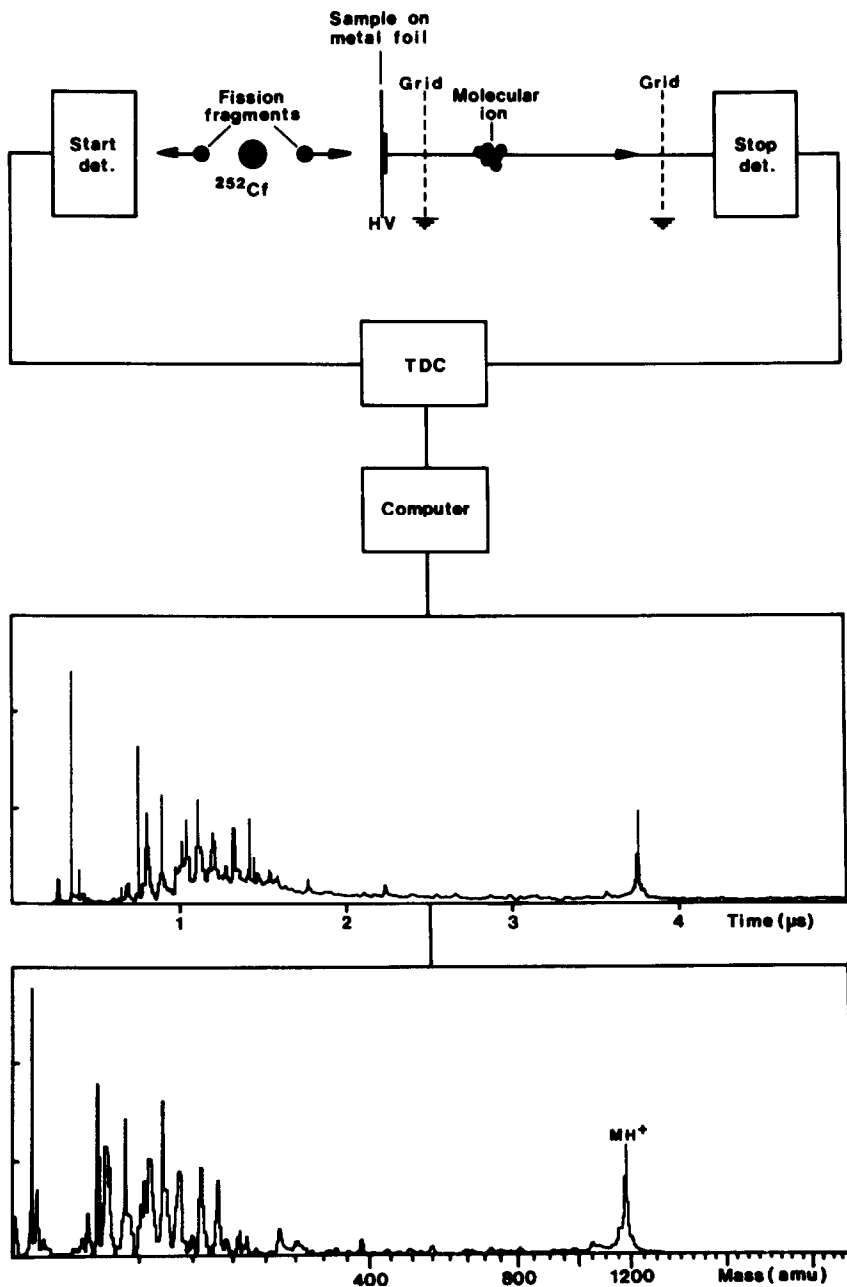 Sample on
metal foil
Grid
Grid
Fission
fragments
Molecular
ion
Start
det.
Stop
det.
²⁵²Cf
HV
TDC
Computer
1
2
3
4
Time (μs)
MH⁺
400
800
1200
Mass (amu)